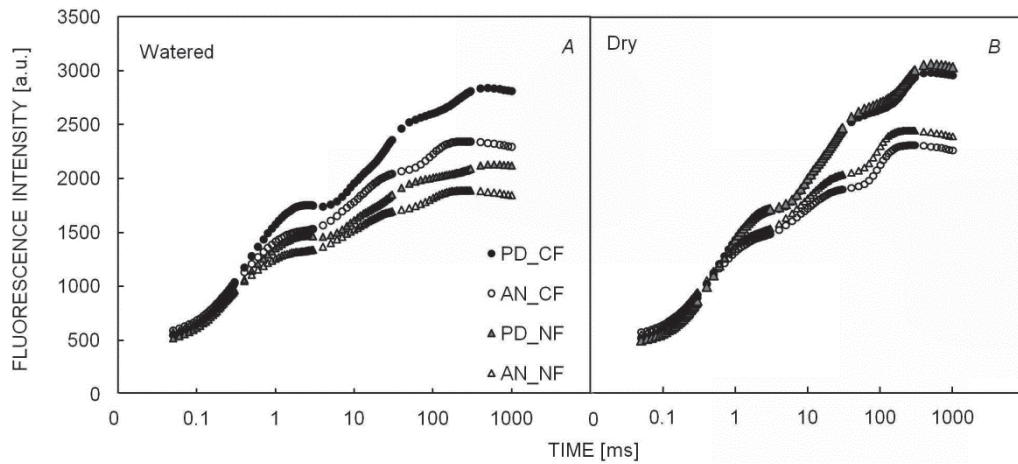 3500
3000
2500
2000
1500
1000
500
0
FLUORESCENCE INTENSITY [a.u.]
Watered A
PD_CF
AN_CF
PD_NF
AN_NF
Dry B
0 0.1 1 10 100 1000
0 0.1 1 10 100 1000
TIME [ms]